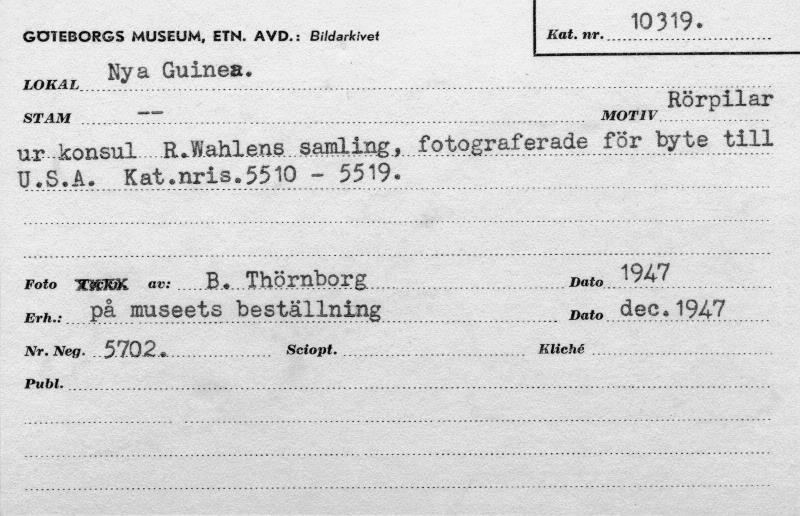 GÖTEBORGS MUSEUM, ETN. AVD.: Bildarkivet
Kat. nr. 10319.
LOKAL Nya Guinea.
STAM -- MOTIV Rörpilar
ur konsul R.Wahlens samling, fotograferade för byte till
U.S.A. Kat.nris.5510 - 5519.
Foto av: B. Thörnborg Dato 1947
Erh.: på museets beställning Dato dec.1947
Nr. Neg. 5702. Sciopt. Kliché
Publ.